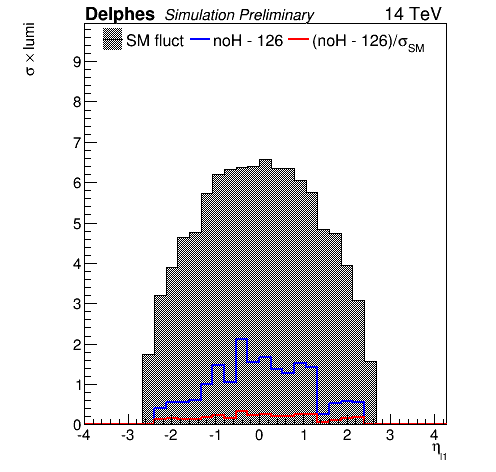 Delphes Simulation Preliminary 14 TeV
σ × lumi
SM fluct noH - 126 (noH - 126)/σSM
9
8
7
6
5
4
3
2
1
0
-4 -3 -2 -1 0 1 2 3 4
ηj1